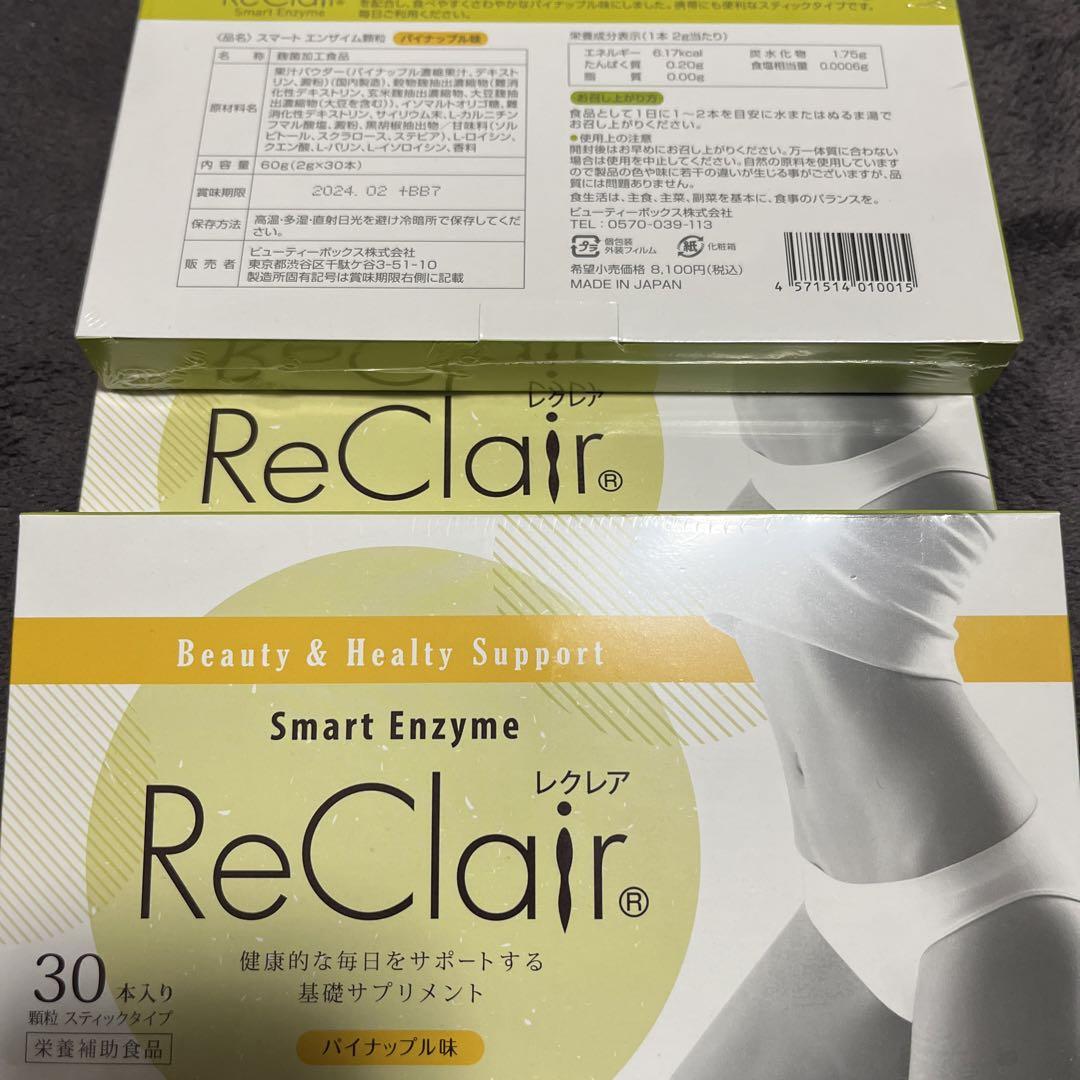 ReClair®
Smart Enzyme
を配合し、食べやすくさわやかなパイナップル味にしました。携帯にも便利なスティックタイプです。
毎日ご利用ください。
〈品名〉 スマート エンザイム顆粒 パイナップル味
名 称 麹菌加工食品
原材料名 果汁パウダー(パイナップル濃縮果汁、デキスト
リン、澱粉)(国内製造)、穀物麹抽出濃縮物(難消
化性デキストリン、玄米麹抽出濃縮物、大豆麹抽
出濃縮物(大豆を含む))、イソマルトオリゴ糖、難
消化性デキストリン、サイリウム末、L-カルニチン
フマル酸塩、澱粉、黒胡椒抽出物/甘味料(ソル
ビトール、スクラロース、ステビア)、L-ロイシン、
クエン酸、L-バリン、L-イソロイシン、香料
内 容 量 60g(2g×30本)
賞味期限 2024. 02 +BB7
保存方法 高温・多湿・直射日光を避け冷暗所で保存してくだ
さい。
販 売 者 ビューティーボックス株式会社
東京都渋谷区千駄ケ谷3-51-10
製造所固有記号は賞味期限右側に記載
栄養成分表示(1本 2g当たり)
エネルギー 6.17kcal 炭水化物 1.75g
たんぱく質 0.20g 食塩相当量 0.0006g
脂 質 0.00g
お召し上がり方
食品として1日に1〜2本を目安に水またはぬるま湯で
お召し上がりください。
●使用上の注意
開封後はお早めにお召し上がりください。万一体質に合わない
場合は使用を中止してください。自然の原料を使用しています
ので製品の色や味に若干の違いが生じる事がございますが、品
質には問題ありません。
食生活は、主食、主菜、副菜を基本に、食事のバランスを。
ビューティーボックス株式会社
TEL : 0570-039-113
プラ 個包装
外装フィルム
紙 化粧箱
希望小売価格 8,100円(税込)
MADE IN JAPAN
4 571514 010015
ReClair
レクレア
ReClair®
Beauty & Healty Support
Smart Enzyme
レクレア
ReClair®
健康的な毎日をサポートする
基礎サプリメント
30本入り
顆粒 スティックタイプ
栄養補助食品
パイナップル味